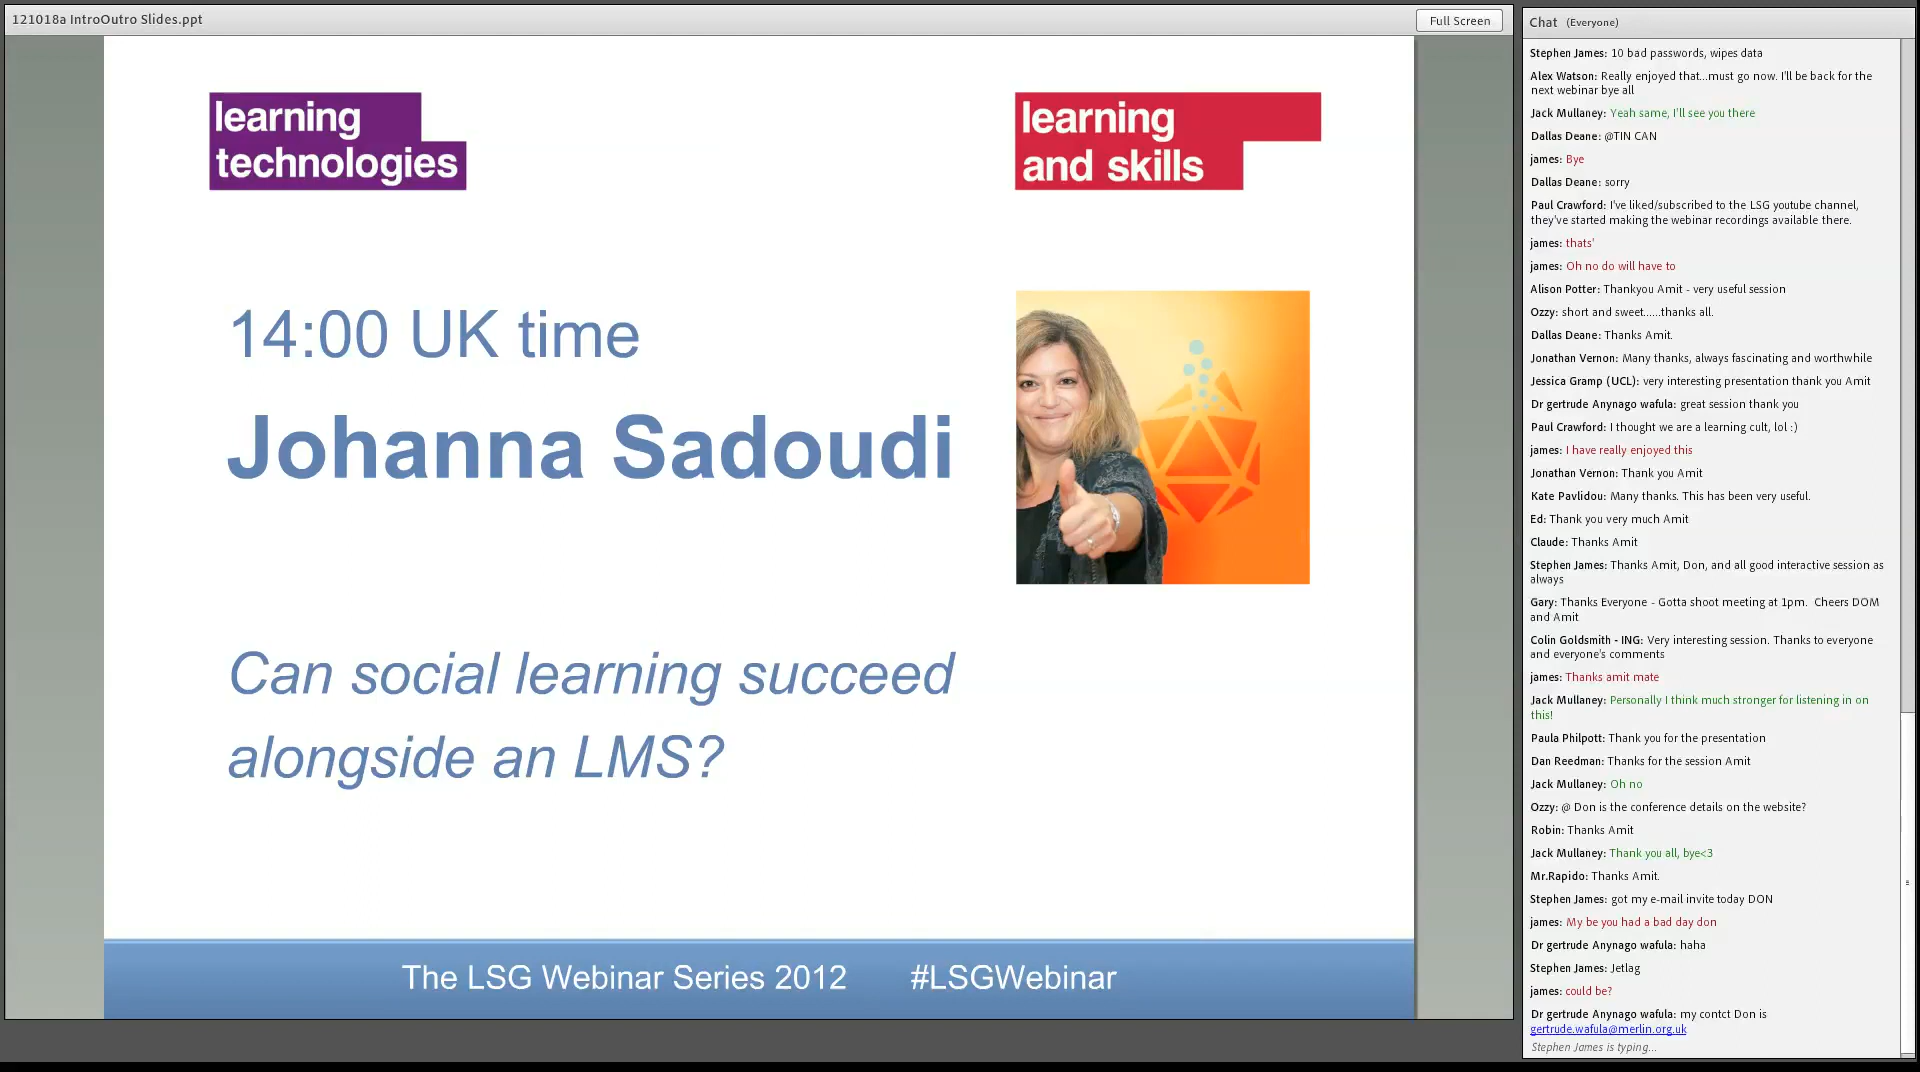 121018a IntroOutro Slides.ppt
Full Screen
learning
technologies
learning
and skills
14:00 UK time
Johanna Sadoudi
Can social learning succeed
alongside an LMS?
The LSG Webinar Series 2012 #LSGWebinar
Chat (Everyone)
Stephen James: 10 bad passwords, wipes data
Alex Watson: Really enjoyed that...must go now. I'll be back for the
next webinar bye all
Jack Mullaney: Yeah same, I'll see you there
Dallas Deane: @TIN CAN
james: Bye
Dallas Deane: sorry
Paul Crawford: I've liked/subscribed to the LSG youtube channel,
they've started making the webinar recordings available there.
james: thats'
james: Oh no do will have to
Alison Potter: Thankyou Amit - very useful session
Ozzy: short and sweet......thanks all.
Dallas Deane: Thanks Amit.
Jonathan Vernon: Many thanks, always fascinating and worthwhile
Jessica Gramp (UCL): very interesting presentation thank you Amit
Dr gertrude Anynago wafula: great session thank you
Paul Crawford: I thought we are a learning cult, lol :)
james: I have really enjoyed this
Jonathan Vernon: Thank you Amit
Kate Pavlidou: Many thanks. This has been very useful.
Ed: Thank you very much Amit
Claude: Thanks Amit
Stephen James: Thanks Amit, Don, and all good interactive session as
always
Gary: Thanks Everyone - Gotta shoot meeting at 1pm.  Cheers DOM
and Amit
Colin Goldsmith - ING: Very interesting session. Thanks to everyone
and everyone's comments
james: Thanks amit mate
Jack Mullaney: Personally I think much stronger for listening in on
this!
Paula Philpott: Thank you for the presentation
Dan Reedman: Thanks for the session Amit
Jack Mullaney: Oh no
Ozzy: @ Don is the conference details on the website?
Robin: Thanks Amit
Jack Mullaney: Thank you all, bye<3
Mr.Rapido: Thanks Amit.
Stephen James: got my e-mail invite today DON
james: My be you had a bad day don
Dr gertrude Anynago wafula: haha
Stephen James: Jetlag
james: could be?
Dr gertrude Anynago wafula: my contct Don is
gertrude.wafula@merlin.org.uk
Stephen James is typing...